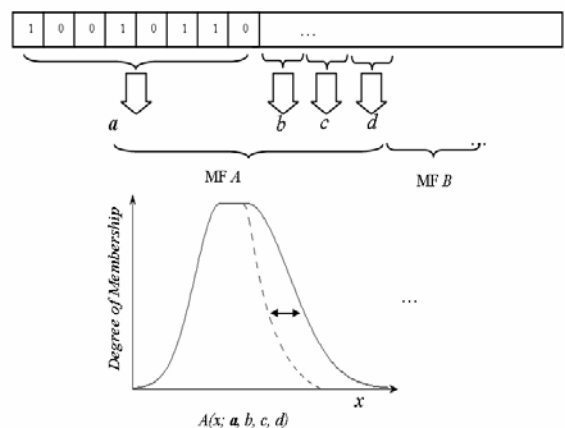 1 0 0 1 0 1 1 0 ...
a b c d
...
MF A MF B
Degree of Membership
...
x
A(x; a, b, c, d)